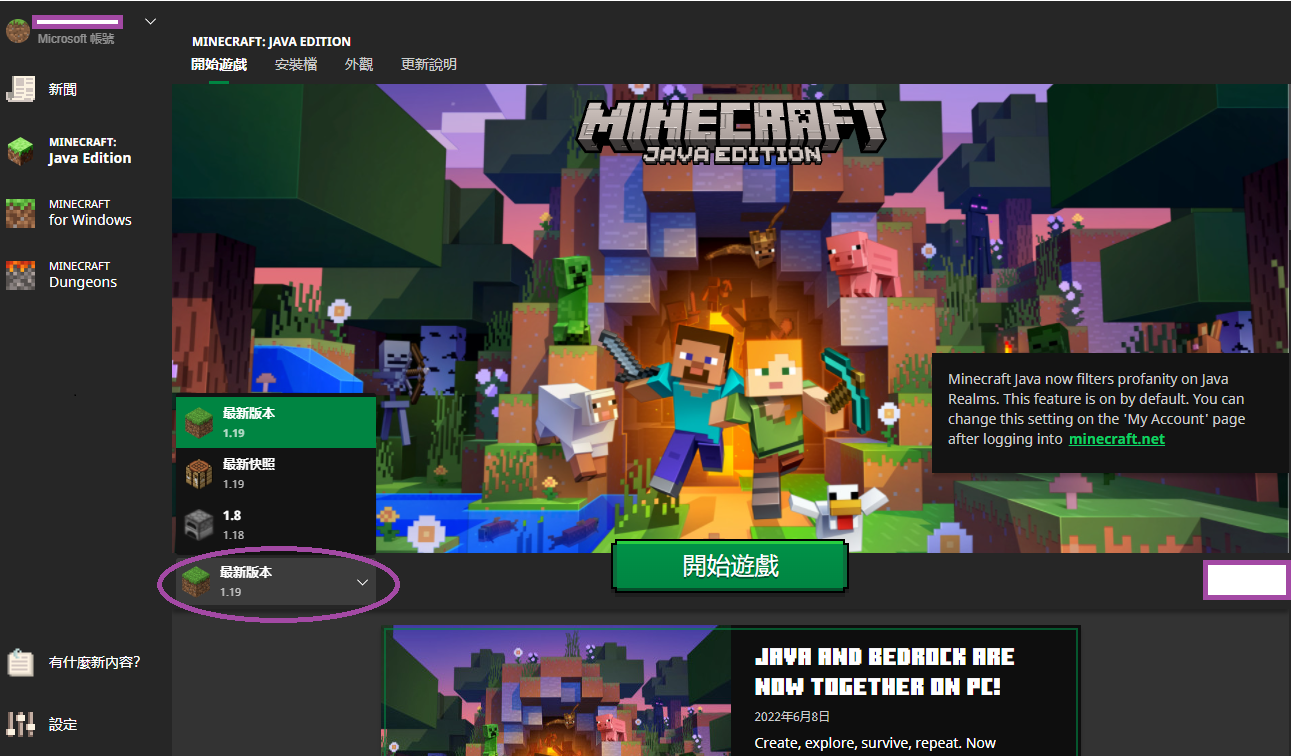 Microsoft 帳號
新聞
MINECRAFT:
Java Edition
MINECRAFT
for Windows
MINECRAFT
Dungeons
有什麼新內容?
設定
MINECRAFT: JAVA EDITION
開始遊戲 安裝檔 外觀 更新說明
MINECRAFT
JAVA EDITION
Minecraft Java now filters profanity on Java
Realms. This feature is on by default. You can
change this setting on the 'My Account' page
after logging into minecraft.net
最新版本
1.19
最新快照
1.19
1.8
1.18
最新版本
1.19
開始遊戲
JAVA AND BEDROCK ARE
NOW TOGETHER ON PC!
2022年6月8日
Create, explore, survive, repeat. Now